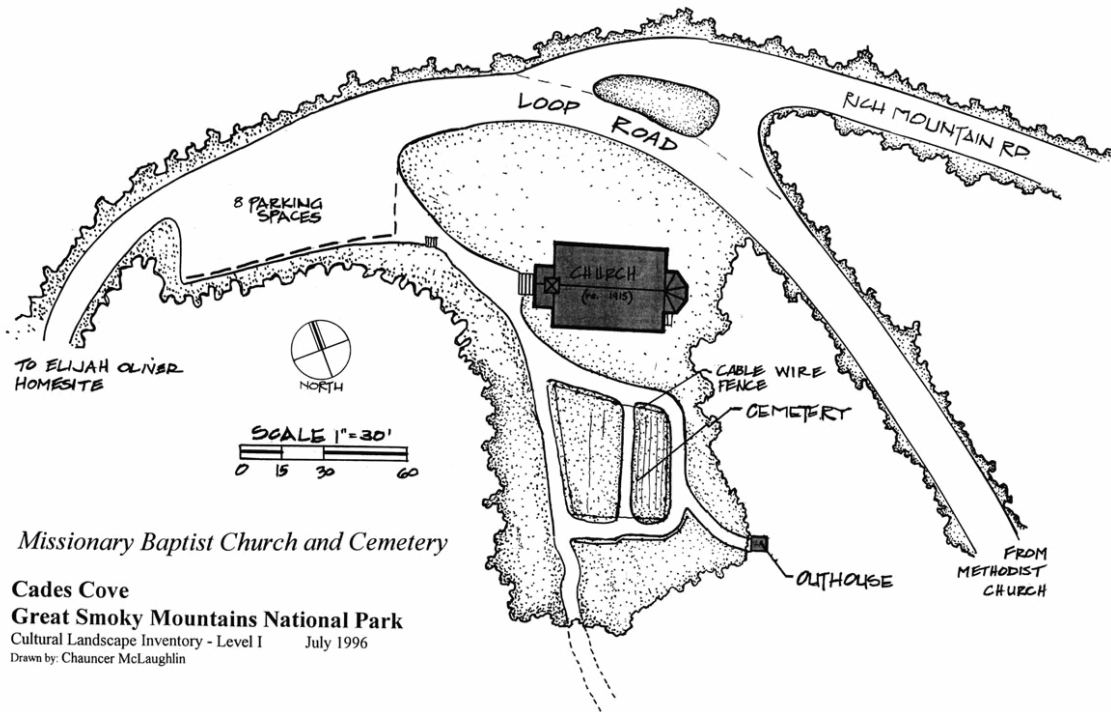 LOOP
ROAD
RICH MOUNTAIN RD.
8 PARKING
SPACES
CHURCH
(ca. 1915)
TO ELIJAH OLIVER
HOMESITE
NORTH
CABLE WIRE
FENCE
CEMETERY
SCALE 1"=30'
0 15 30 60
Missionary Baptist Church and Cemetery
OUTHOUSE
FROM
METHODIST
CHURCH
Cades Cove
Great Smoky Mountains National Park
Cultural Landscape Inventory - Level I July 1996
Drawn by: Chauncer McLaughlin